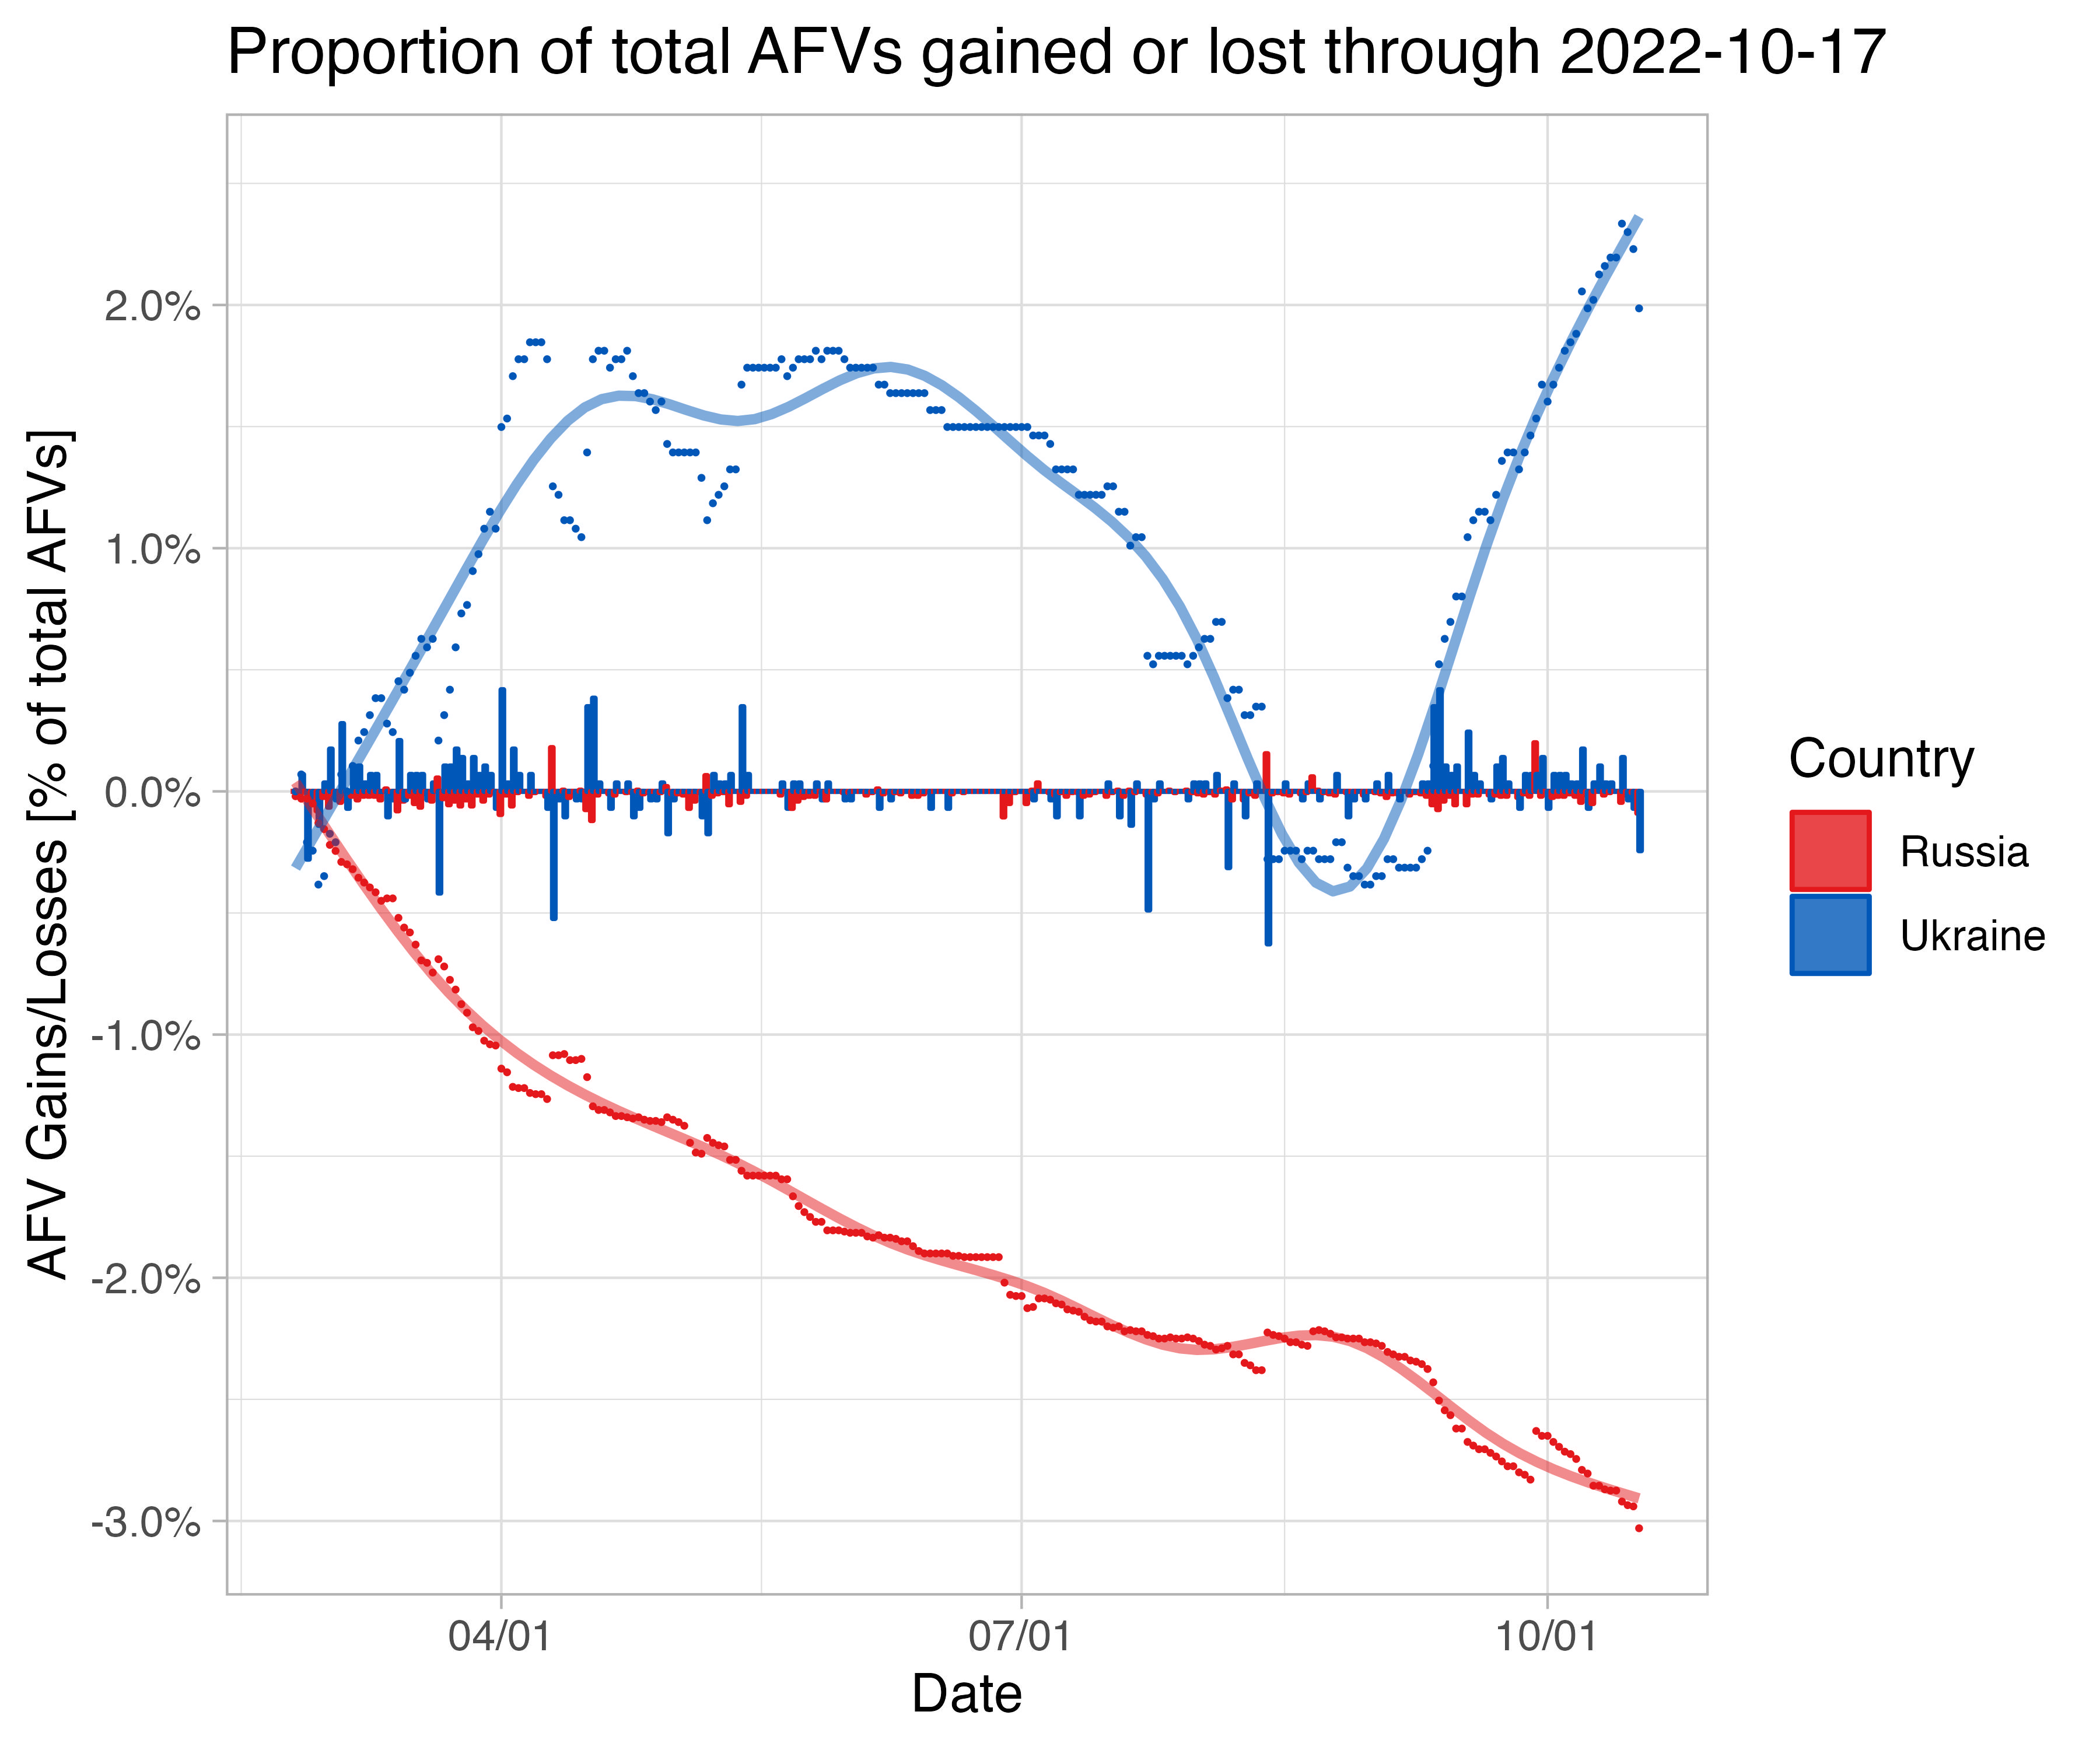 Proportion of total AFVs gained or lost through 2022-10-17
AFV Gains/Losses [% of total AFVs]
2.0%
1.0%
0.0%
-1.0%
-2.0%
-3.0%
04/01
07/01
10/01
Date
Country
Russia
Ukraine